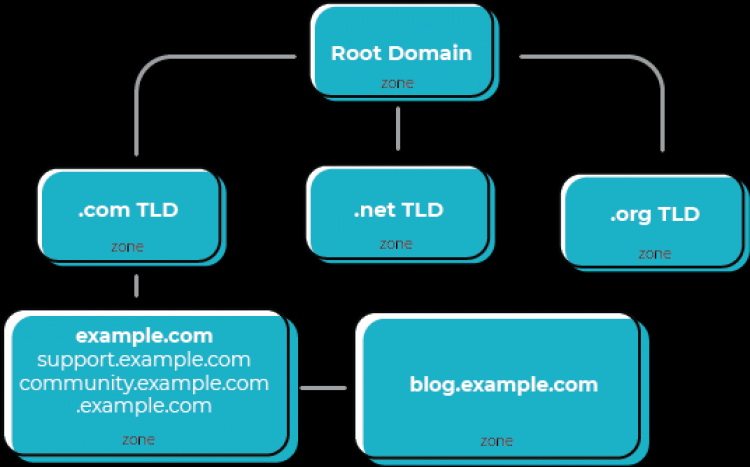 Root Domain
zone
.com TLD
zone
.net TLD
zone
.org TLD
zone
example.com
support.example.com
community.example.com
.example.com
zone
blog.example.com
zone